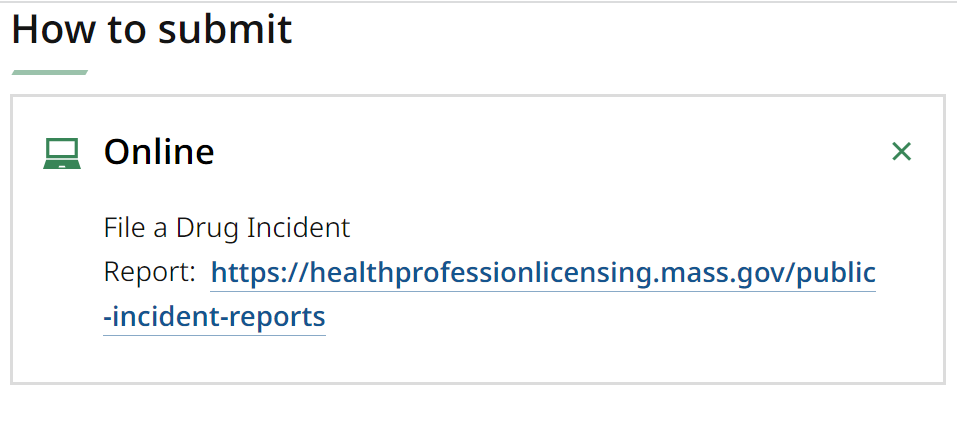 How to submit
Online
File a Drug Incident
Report: https://healthprofessionlicensing.mass.gov/public
-incident-reports